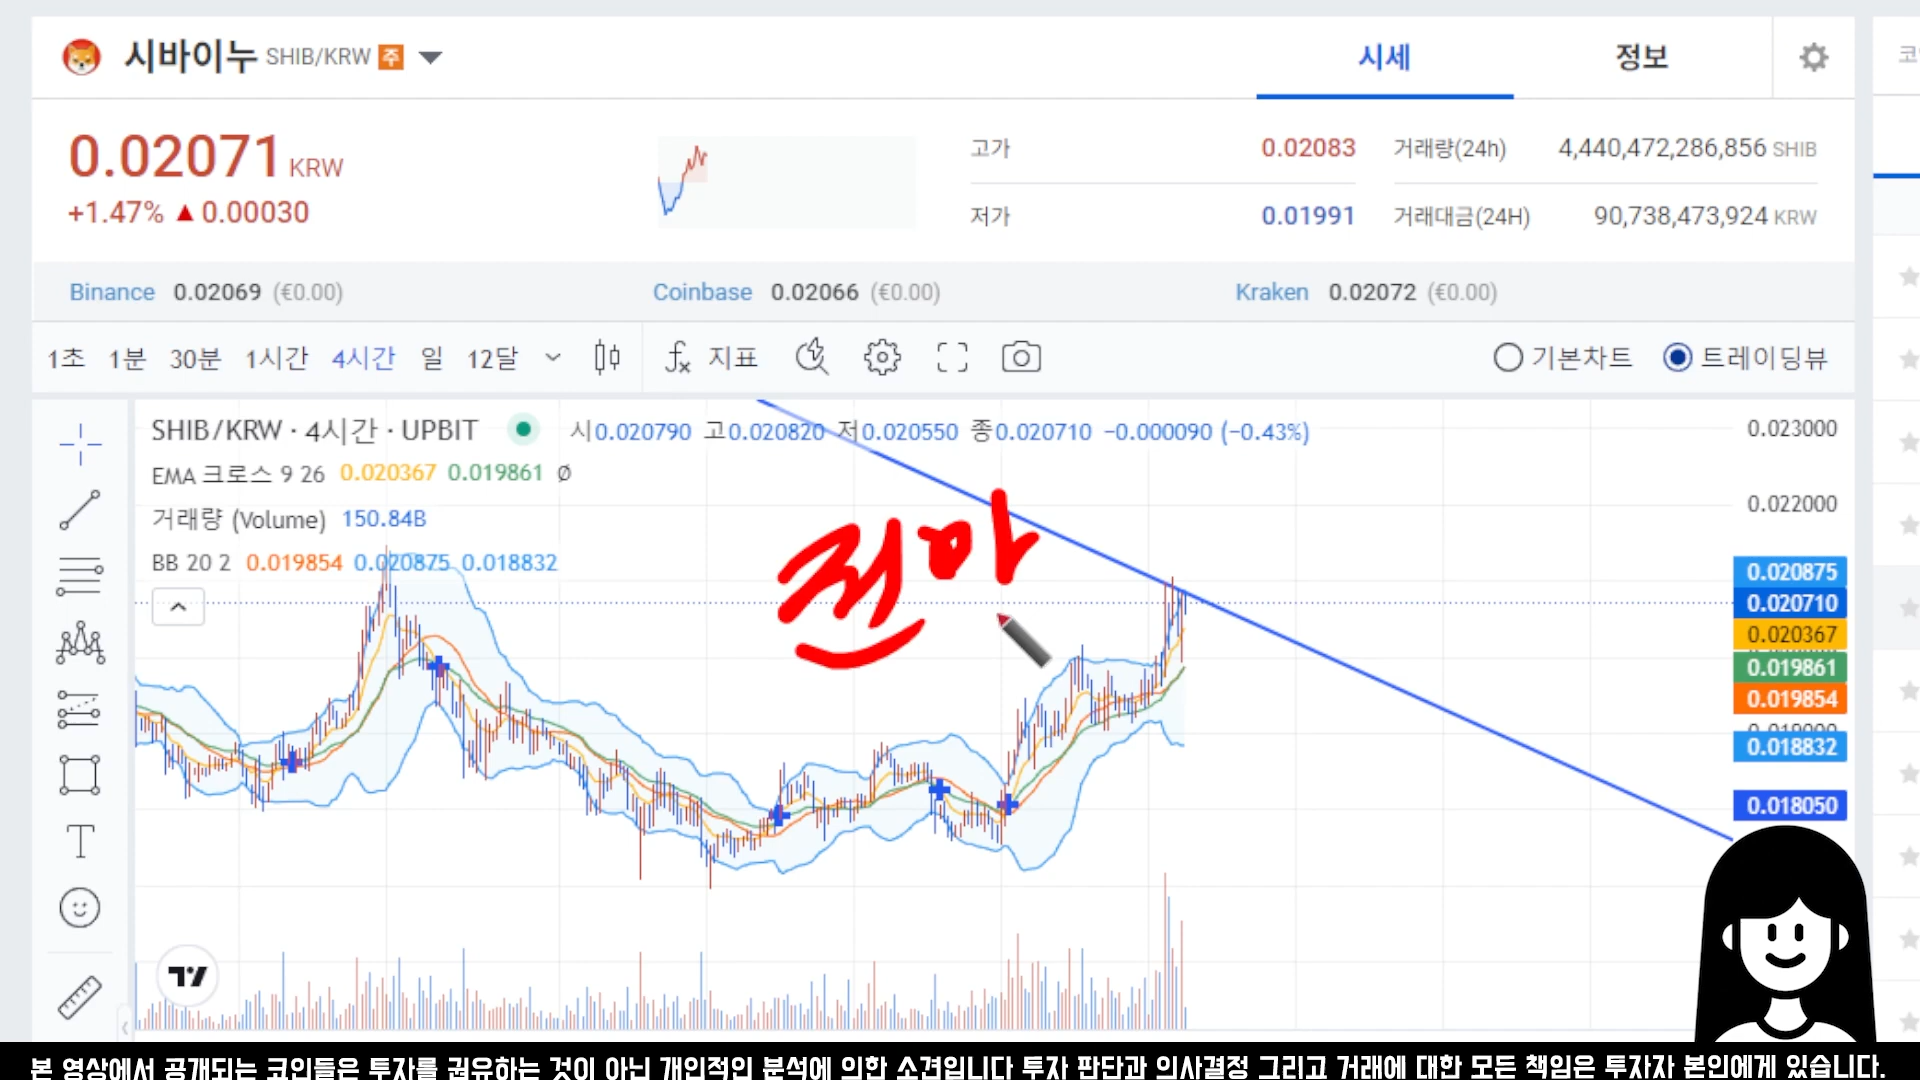 시바이누 SHIB/KRW 주
시세 정보
코
0.02071 KRW
+1.47% ▲ 0.00030
고가 0.02083 거래량(24h) 4,440,472,286,856 SHIB
저가 0.01991 거래대금(24H) 90,738,473,924 KRW
Binance 0.02069 (€0.00) Coinbase 0.02066 (€0.00) Kraken 0.02072 (€0.00)
1초 1분 30분 1시간 4시간 일 12달 지표 기본차트 트레이딩뷰
SHIB/KRW · 4시간 · UPBIT 시0.020790 고0.020820 저0.020550 종0.020710 −0.000090 (−0.43%)
EMA 크로스 9 26 0.020367 0.019861 Ø
거래량 (Volume) 150.84B
BB 20 2 0.019854 0.020875 0.018832
0.023000
0.022000
0.020875
0.020710
0.020367
0.019861
0.019854
0.018832
0.018050
본 영상에서 공개되는 코인들은 투자를 권유하는 것이 아닌 개인적인 분석에 의한 소견입니다 투자 판단과 의사결정 그리고 거래에 대한 모든 책임은 투자자 본인에게 있습니다.